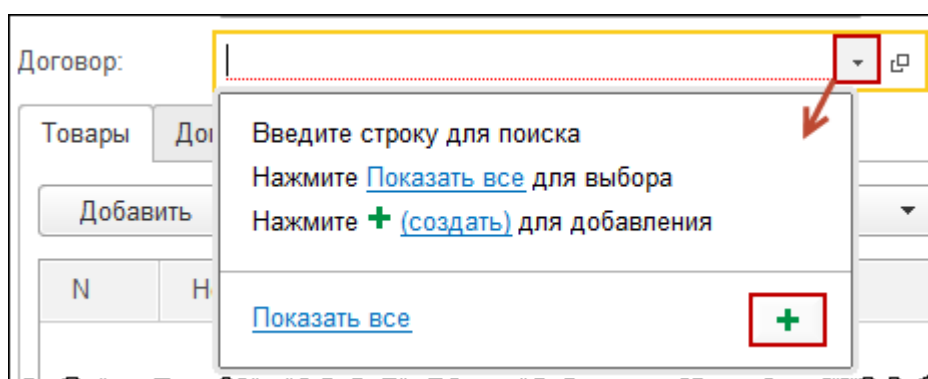 Договор:
Товары
Введите строку для поиска
Нажмите Показать все для выбора
Добавить
Нажмите + (создать) для добавления
N
Показать все
+